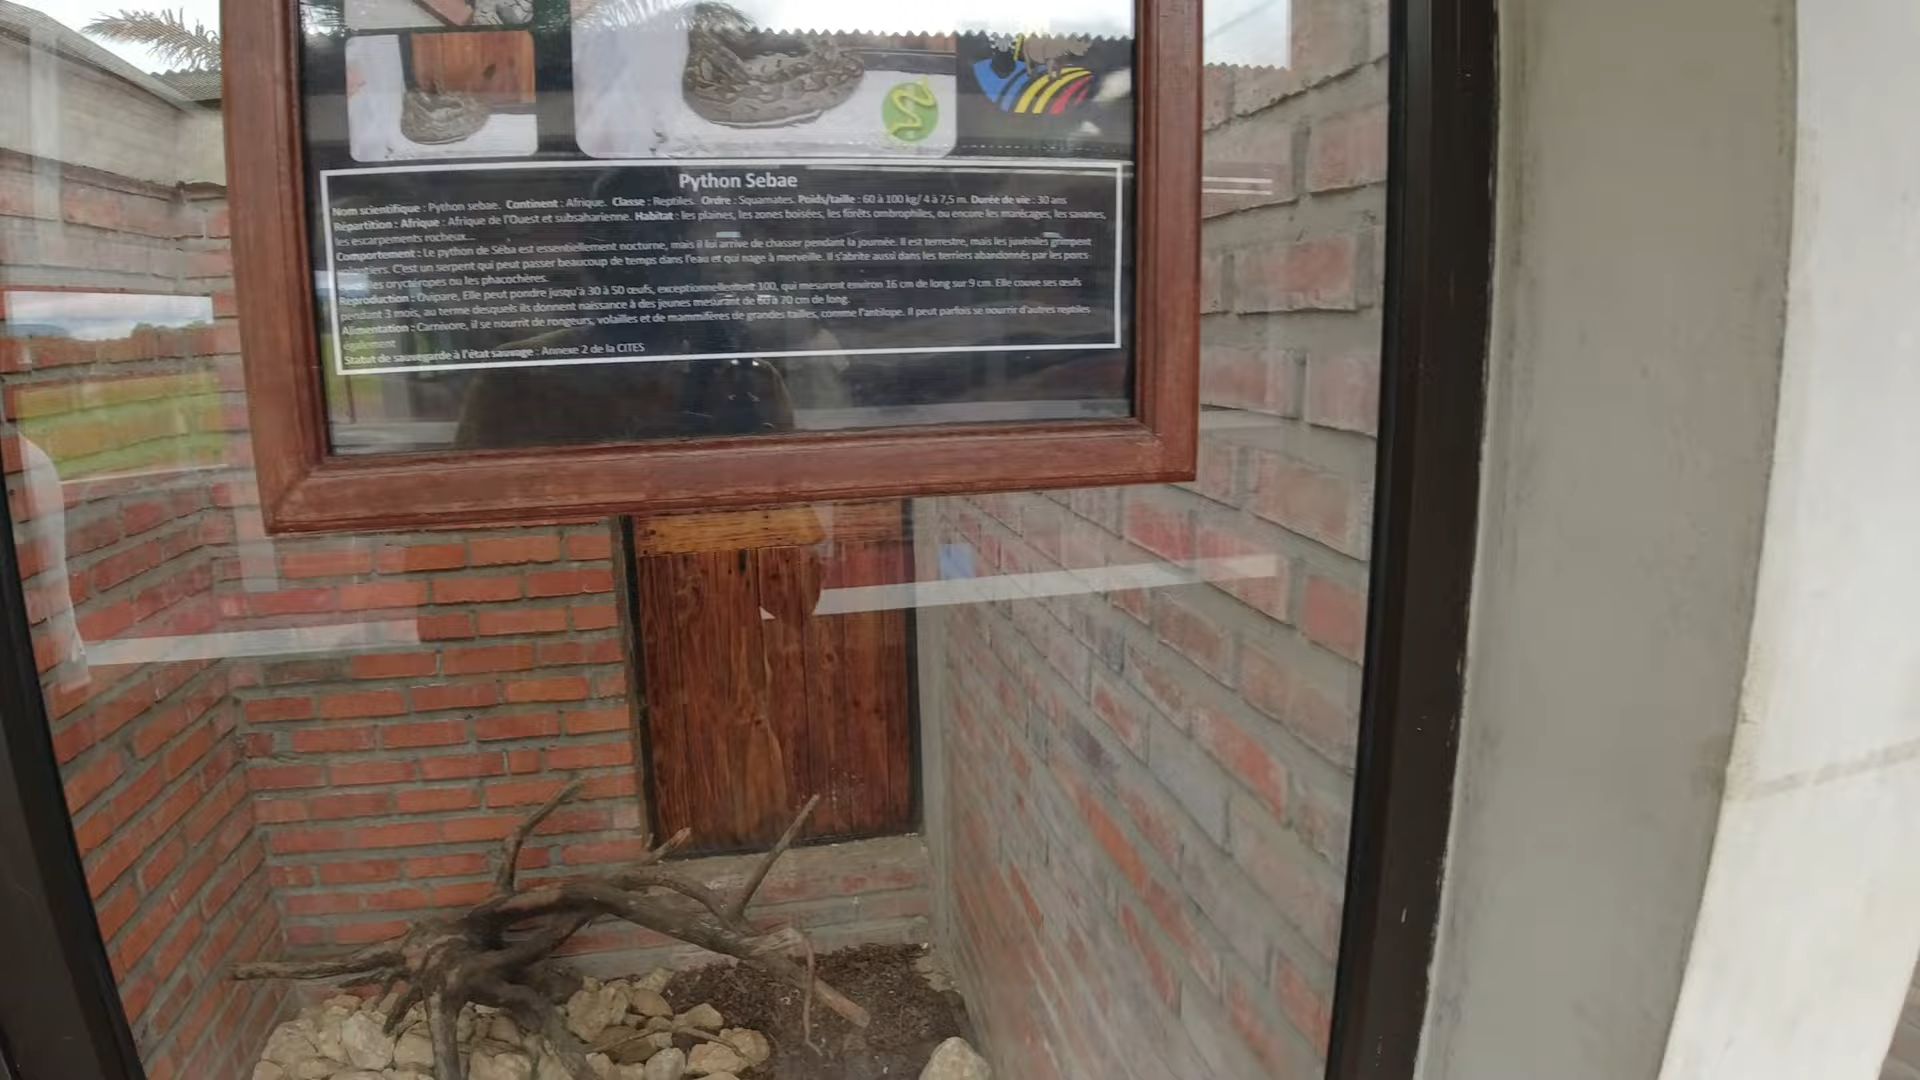 Python Sebae
Nom scientifique : Python sebae. Continent : Afrique. Classe : Reptiles. Ordre : Squamates. Poids/taille : 60 à 100 kg/ 4 à 7,5 m. Durée de vie : 30 ans
Répartition : Afrique : Afrique de l'Ouest et subsaharienne. Habitat : les plaines, les zones boisées, les forêts ombrophiles, ou encore les marécages, les savanes,
les escarpements rocheux...
Comportement : Le python de Séba est essentiellement nocturne, mais il lui arrive de chasser pendant la journée. Il est terrestre, mais les juvéniles grimpent
volontiers. C'est un serpent qui peut passer beaucoup de temps dans l'eau et qui nage à merveille. Il s'abrite aussi dans les terriers abandonnés par les porcs-
les oryctéropes ou les phacochères.
Reproduction : Ovipare, Elle peut pondre jusqu'à 30 à 50 œufs, exceptionnellement 100, qui mesurent environ 16 cm de long sur 9 cm. Elle couve ses œufs
pendant 3 mois, au terme desquels ils donnent naissance à des jeunes mesurant de 60 à 70 cm de long.
Alimentation : Carnivore, il se nourrit de rongeurs, volailles et de mammifères de grandes tailles, comme l'antilope. Il peut parfois se nourrir d'autres reptiles
également
Statut de sauvegarde à l'état sauvage : Annexe 2 de la CITES